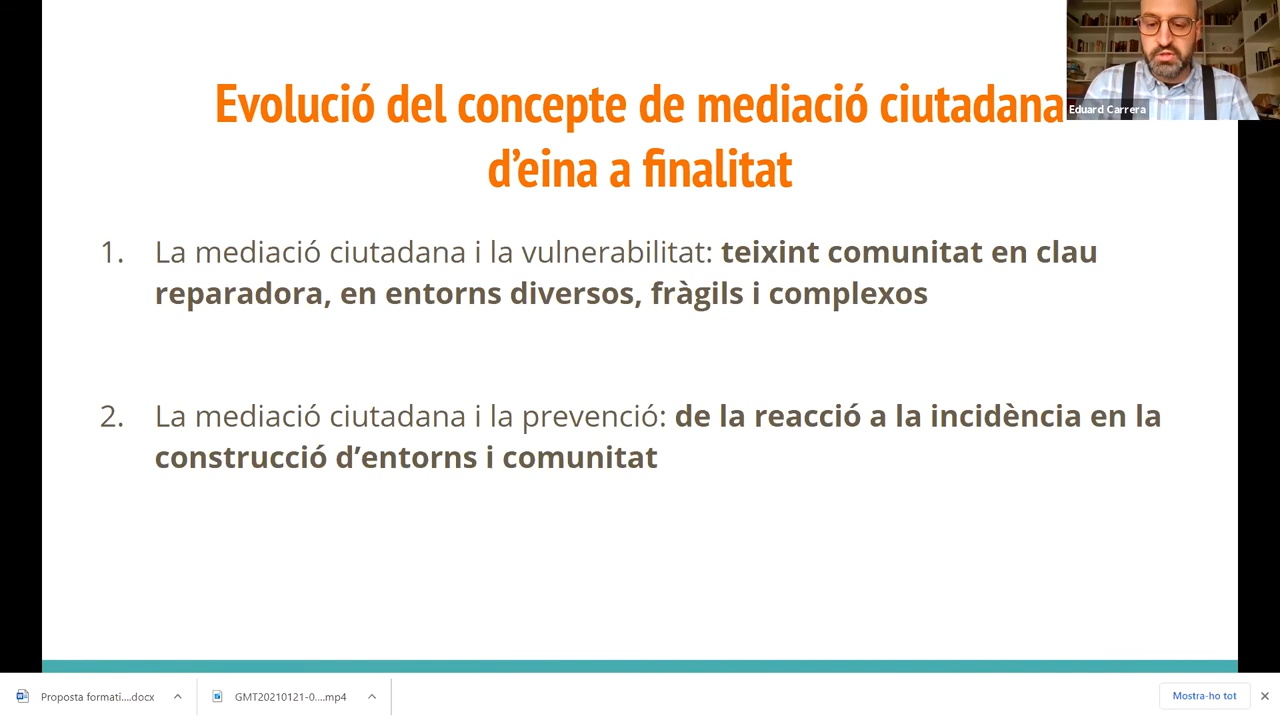 Evolució del concepte de mediació ciutadana
d’eina a finalitat
Eduard Carrera
1. La mediació ciutadana i la vulnerabilitat: teixint comunitat en clau
reparadora, en entorns diversos, fràgils i complexos
2. La mediació ciutadana i la prevenció: de la reacció a la incidència en la
construcció d’entorns i comunitat
Proposta formati....docx
GMT20210121-0....mp4
Mostra-ho tot